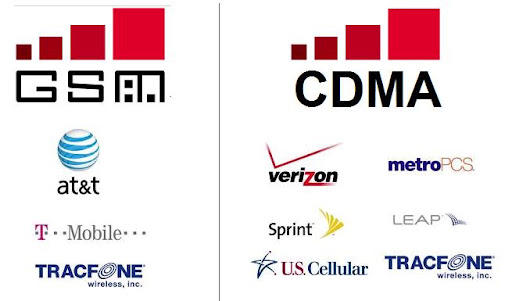 GSM
at&t
T··Mobile···
TRACFONE
wireless, inc.
CDMA
verizon
metroPCS.
Sprint
LEAP
U.S. Cellular
TRACFONE
wireless, inc.